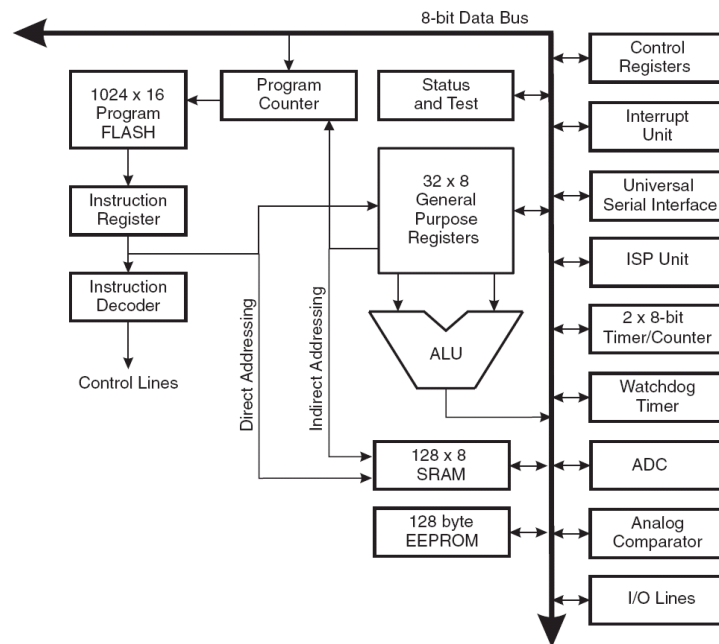 8-bit Data Bus
1024 x 16
Program
FLASH
Program
Counter
Status
and Test
Control
Registers
Interrupt
Unit
Instruction
Register
32 x 8
General
Purpose
Registers
Universal
Serial Interface
ISP Unit
Instruction
Decoder
Direct Addressing
Indirect Addressing
ALU
2 x 8-bit
Timer/Counter
Control Lines
Watchdog
Timer
128 x 8
SRAM
ADC
128 byte
EEPROM
Analog
Comparator
I/O Lines